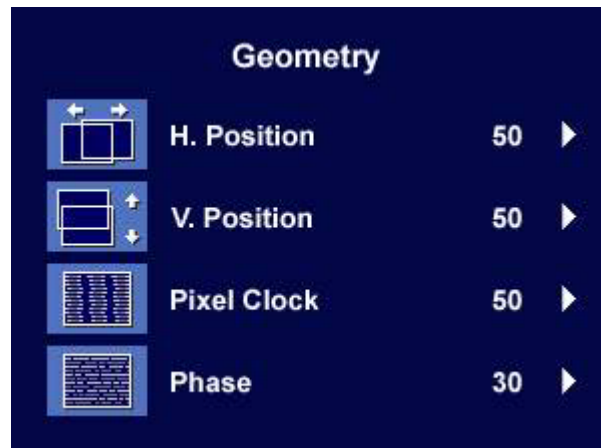 Geometry
H. Position 50
V. Position 50
Pixel Clock 50
Phase 30